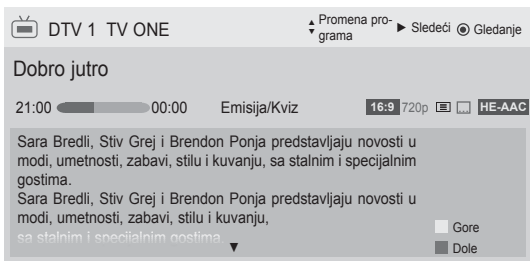 DTV 1 TV ONE
Promena pro-
grama
Sledeći
Gledanje
Dobro jutro
21:00 00:00 Emisija/Kviz 16:9 720p HE-AAC
Sara Bredli, Stiv Grej i Brendon Ponja predstavljaju novosti u
modi, umetnosti, zabavi, stilu i kuvanju, sa stalnim i specijalnim
gostima.
Sara Bredli, Stiv Grej i Brendon Ponja predstavljaju novosti u
modi, umetnosti, zabavi, stilu i kuvanju,
sa stalnim i specijalnim gostima.
Gore
Dole